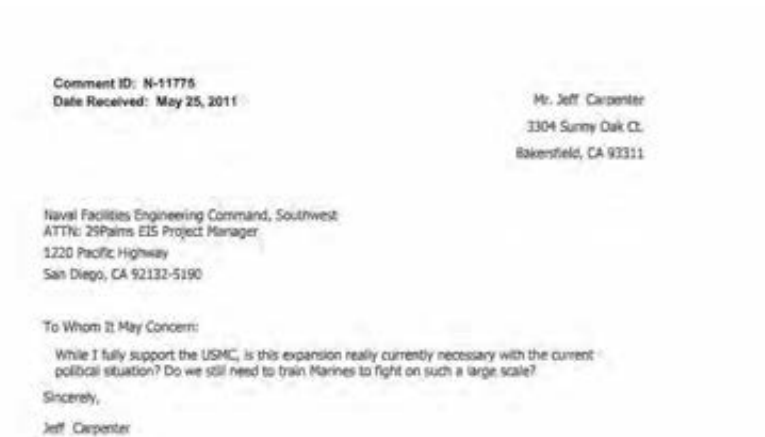 Comment ID: N-11775
Date Received: May 25, 2011
Mr. Jeff Carpenter
3304 Sunny Oak Ct.
Bakersfield, CA 93311
Naval Facilities Engineering Command, Southwest
ATTN: 29Palms EIS Project Manager
1220 Pacific Highway
San Diego, CA 92132-5190
To Whom It May Concern:
While I fully support the USMC, is this expansion really currently necessary with the current
political situation? Do we still need to train Marines to fight on such a large scale?
Sincerely,
Jeff Carpenter